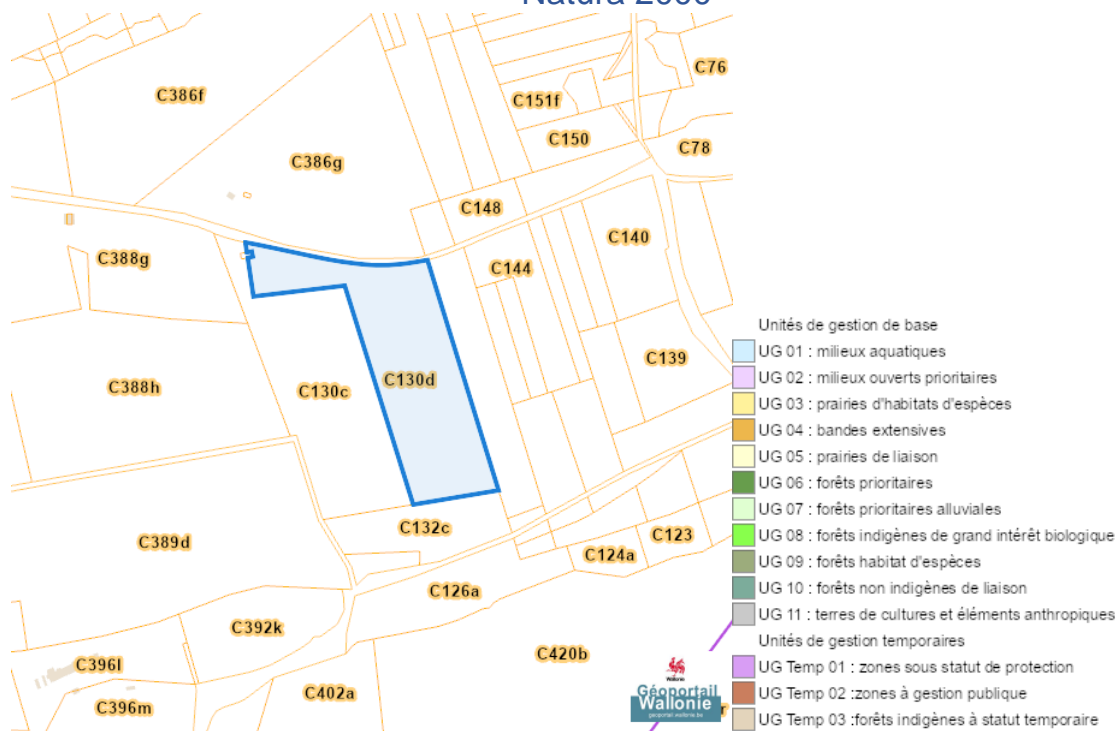 C76
C386f
C151f
C150
C78
C386g
C148
C140
C388g
C144
C139
C388h
C130c
C130d
C132c
C123
C124a
C389d
C126a
C392k
C420b
C396l
C402a
C396m
Wallonie
Géoportail
Wallonie
geoportail.wallonie.be
Unités de gestion de base
UG 01 : milieux aquatiques
UG 02 : milieux ouverts prioritaires
UG 03 : prairies d'habitats d'espèces
UG 04 : bandes extensives
UG 05 : prairies de liaison
UG 06 : forêts prioritaires
UG 07 : forêts prioritaires alluviales
UG 08 : forêts indigènes de grand intérêt biologique
UG 09 : forêts habitat d'espèces
UG 10 : forêts non indigènes de liaison
UG 11 : terres de cultures et éléments anthropiques
Unités de gestion temporaires
UG Temp 01 : zones sous statut de protection
UG Temp 02 :zones à gestion publique
UG Temp 03 :forêts indigènes à statut temporaire